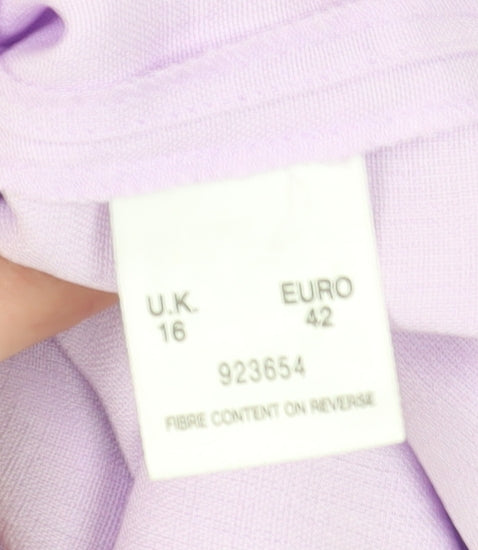 U.K. EURO
16 42
923654
FIBRE CONTENT ON REVERSE